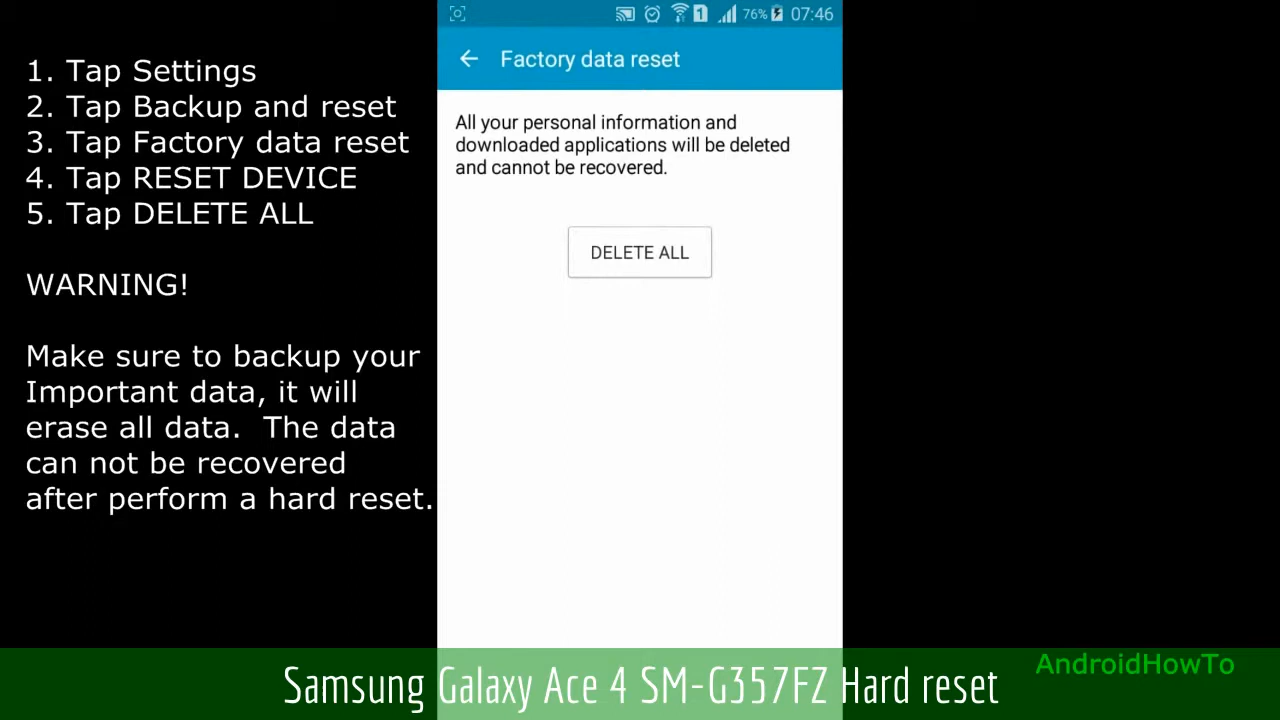 1. Tap Settings
2. Tap Backup and reset
3. Tap Factory data reset
4. Tap RESET DEVICE
5. Tap DELETE ALL
WARNING!
Make sure to backup your
Important data, it will
erase all data.  The data
can not be recovered
after perform a hard reset.
1 76% 07:46
Factory data reset
All your personal information and
downloaded applications will be deleted
and cannot be recovered.
DELETE ALL
AndroidHowTo
Samsung Galaxy Ace 4 SM-G357FZ Hard reset